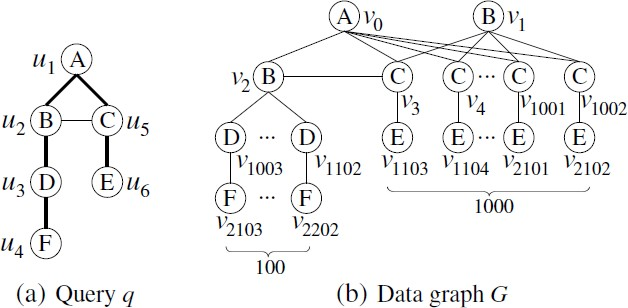 u1 A
u2 B C u5
D u3 E u6
u4 F
(a) Query q
A v0 B v1
v2 B C C ··· C C
v3 v4 v1001 v1002
D ··· D E E ··· E E
v1003 v1102 v1103 v1104 v2101 v2102
F ··· F
v2103 v2202
1000
100
(b) Data graph G